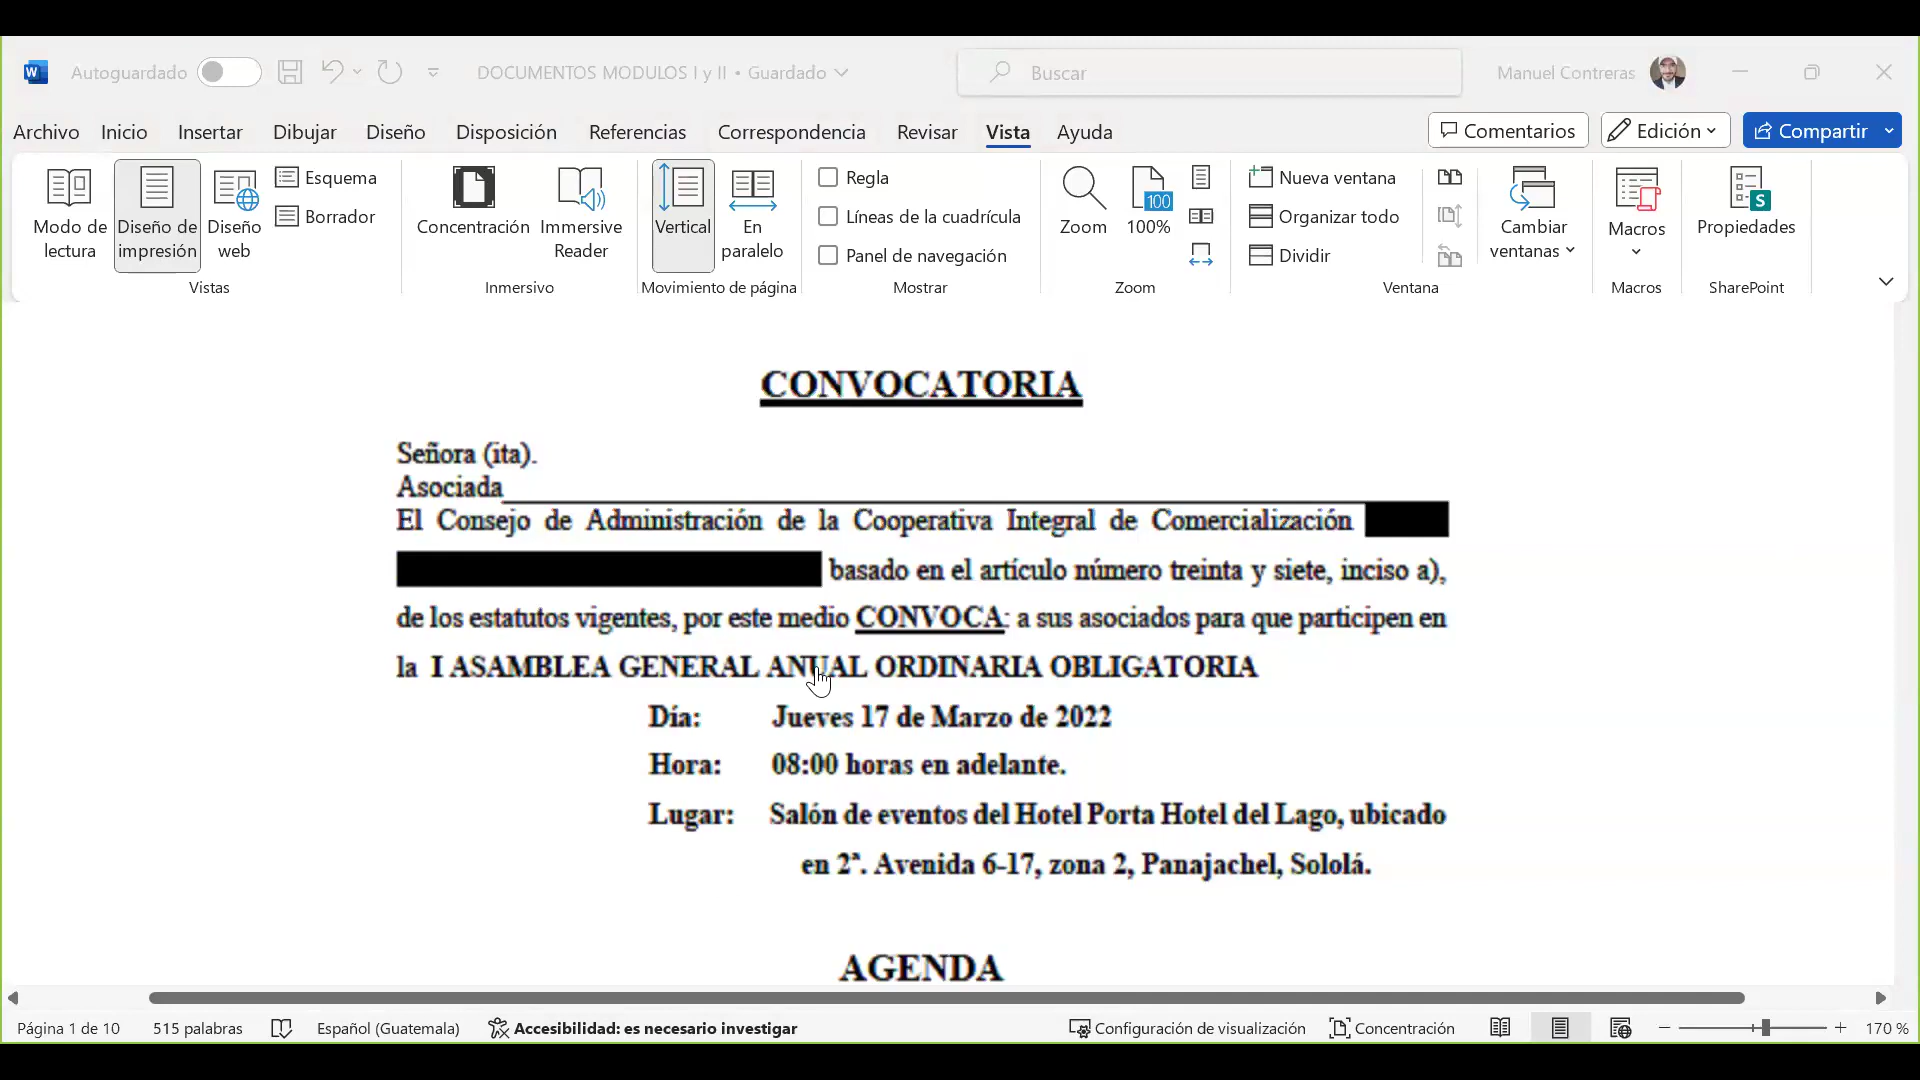 Autoguardado DOCUMENTOS MODULOS I y II • Guardado Buscar Manuel Contreras
Archivo Inicio Insertar Dibujar Diseño Disposición Referencias Correspondencia Revisar Vista Ayuda Comentarios Edición Compartir
Modo de lectura
Diseño de impresión
Diseño web
Esquema
Borrador
Vistas
Concentración
Immersive Reader
Inmersivo
Vertical
En paralelo
Movimiento de página
Regla
Líneas de la cuadrícula
Panel de navegación
Mostrar
Zoom
100
100%
Zoom
Nueva ventana
Organizar todo
Dividir
Cambiar ventanas
Ventana
Macros
Macros
S
Propiedades
SharePoint
CONVOCATORIA
Señora (ita).
Asociada
El Consejo de Administración de la Cooperativa Integral de Comercialización
basado en el artículo número treinta y siete, inciso a),
de los estatutos vigentes, por este medio CONVOCA: a sus asociados para que participen en
la I ASAMBLEA GENERAL ANUAL ORDINARIA OBLIGATORIA
Día: Jueves 17 de Marzo de 2022
Hora: 08:00 horas en adelante.
Lugar: Salón de eventos del Hotel Porta Hotel del Lago, ubicado
en 2ª. Avenida 6-17, zona 2, Panajachel, Sololá.
AGENDA
Página 1 de 10 515 palabras Español (Guatemala) Accesibilidad: es necesario investigar Configuración de visualización Concentración 170 %